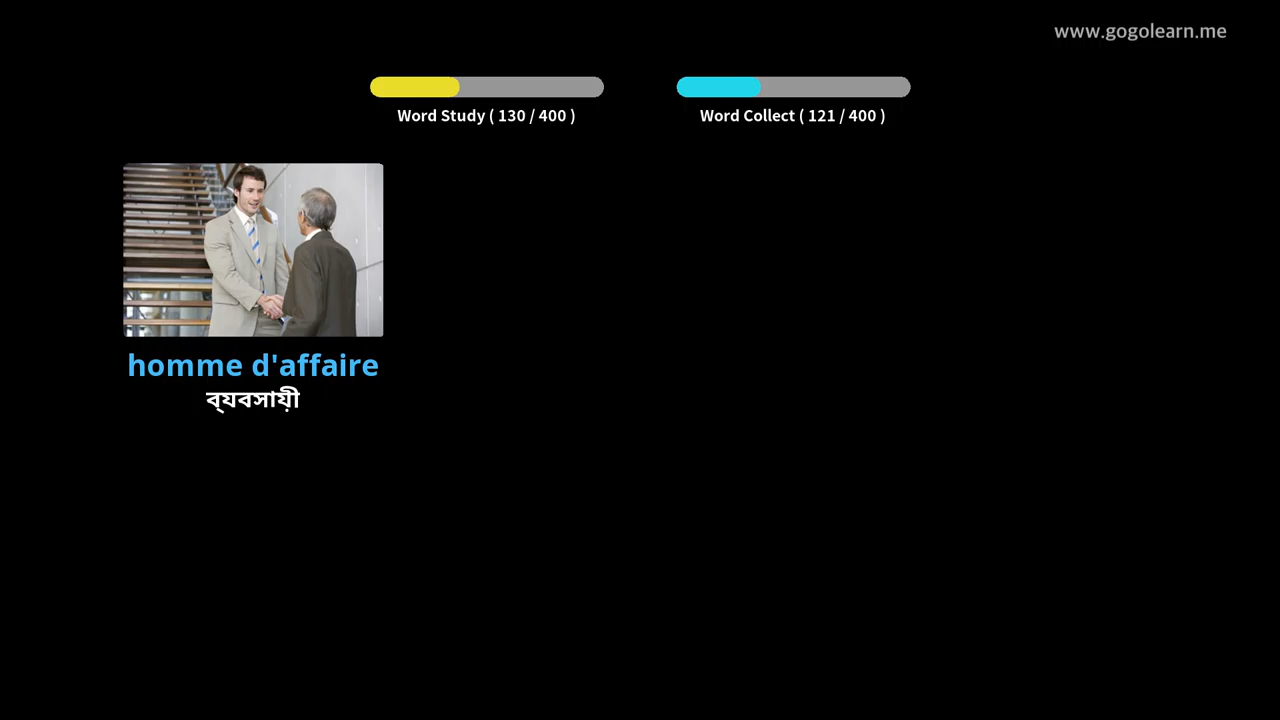 www.gogolearn.me
Word Study ( 130 / 400 )
Word Collect ( 121 / 400 )
homme d'affaire
ব্যবসায়ী